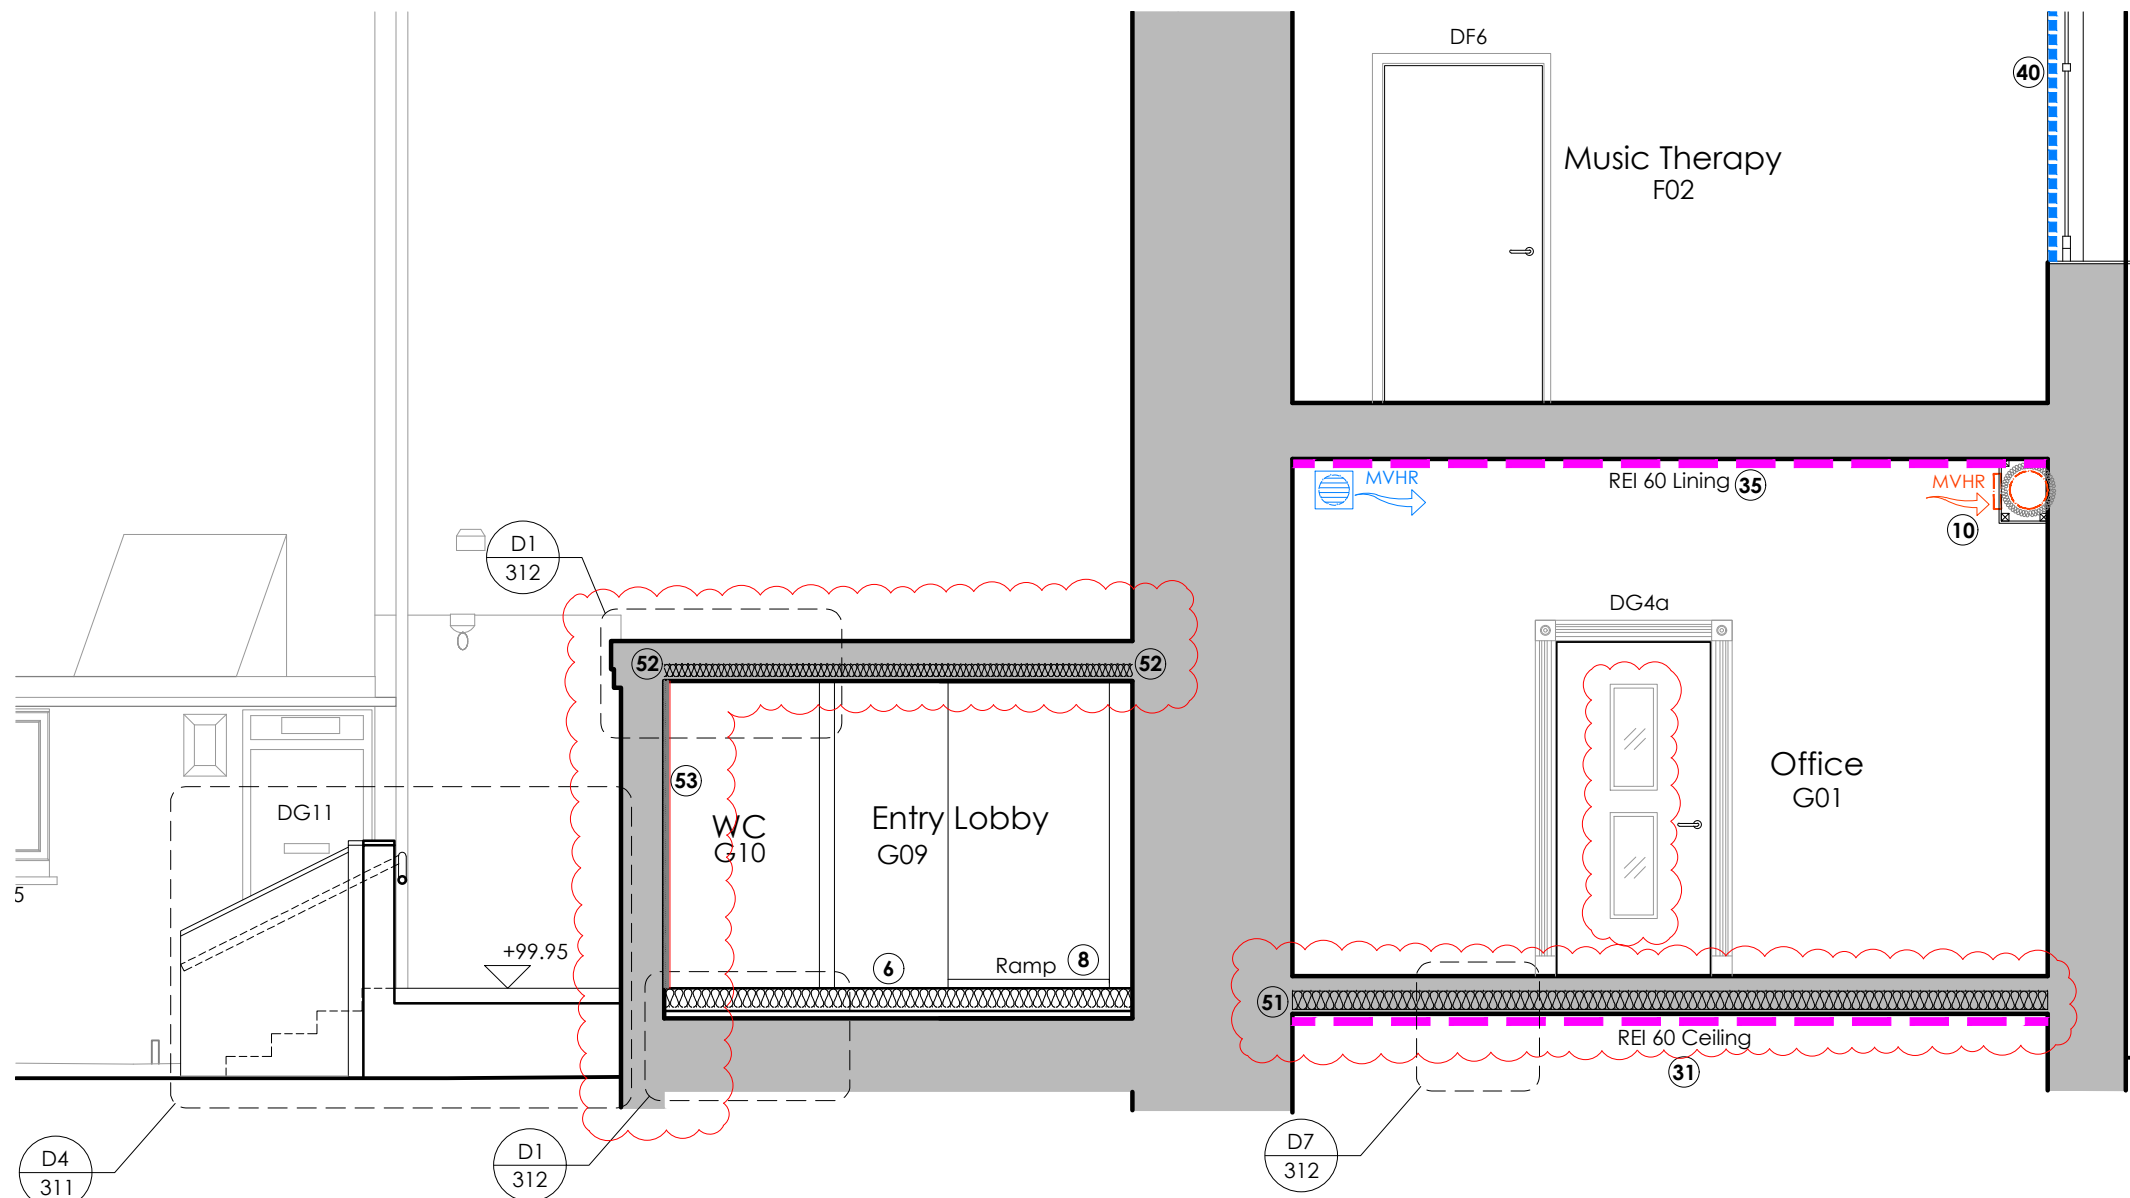 DF6
40
Music Therapy
F02
MVHR
REI 60 Lining
35
MVHR
10
D1
312
DG4a
52
52
53
Office
G01
DG11
WC
G10
Entry Lobby
G09
5
+99.95
6
Ramp
8
51
REI 60 Ceiling
31
D4
311
D1
312
D7
312